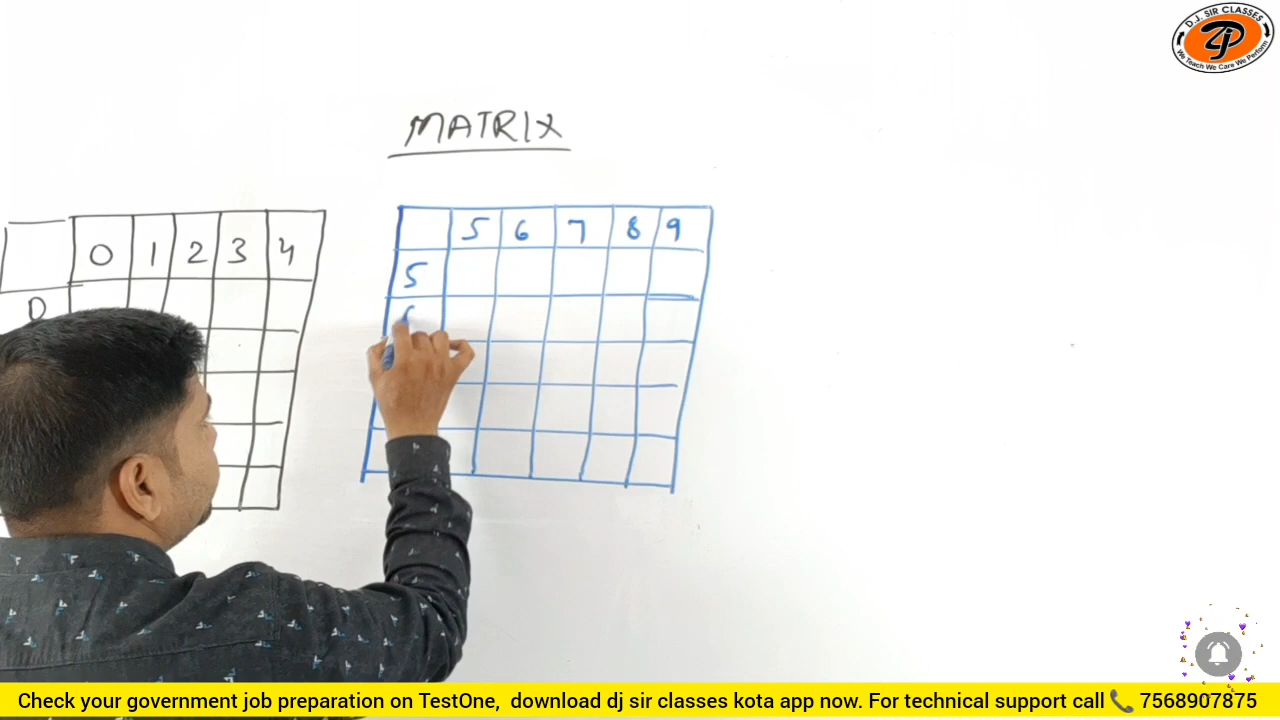 D.J. SIR CLASSES
We Teach We Care We Perform
MATRIX
0 1 2 3 4
0
5 6 7 8 9
5
Check your government job preparation on TestOne, download dj sir classes kota app now. For technical support call 7568907875